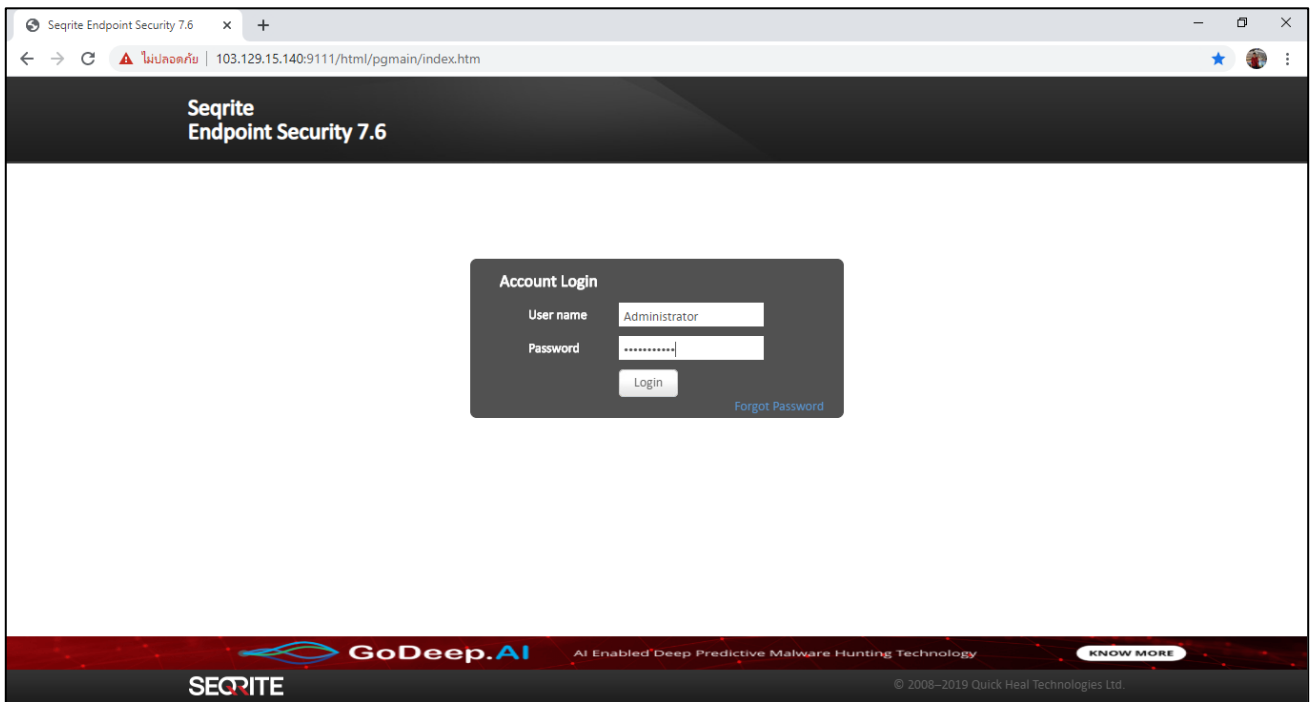 Seqrite Endpoint Security 7.6
ไม่ปลอดภัย | 103.129.15.140:9111/html/pgmain/index.htm
Seqrite
Endpoint Security 7.6
Account Login
User name Administrator
Password •••••••••••
Login
Forgot Password
GoDeep.AI AI Enabled Deep Predictive Malware Hunting Technology KNOW MORE
SEQRITE © 2008–2019 Quick Heal Technologies Ltd.